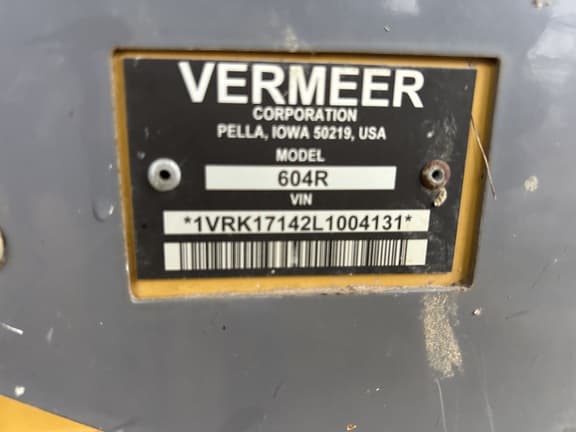 VERMEER
CORPORATION
PELLA, IOWA 50219, USA
MODEL
604R
VIN
*1VRK17142L1004131*